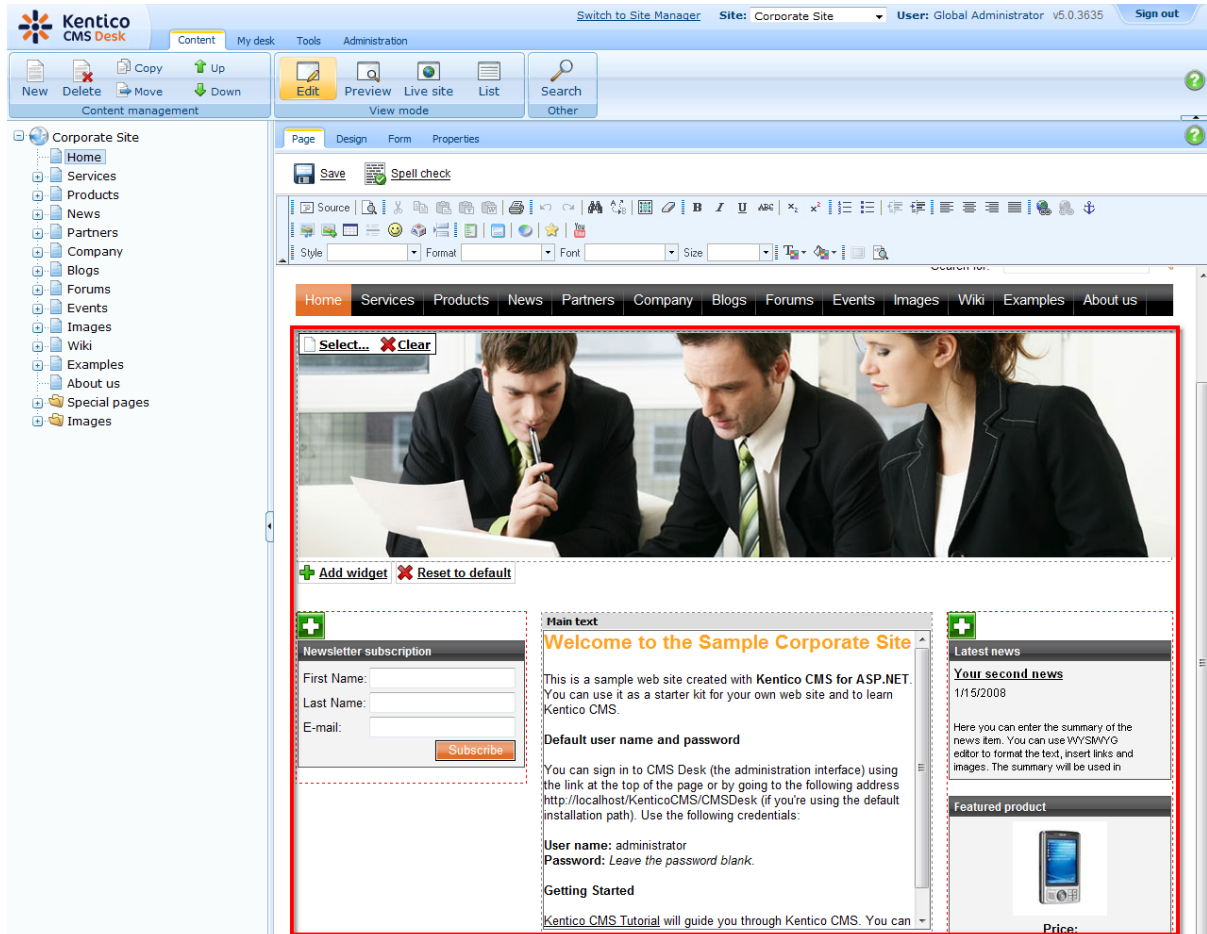 Kentico
CMS Desk
Switch to Site Manager Site: Corporate Site User: Global Administrator v5.0.3635 Sign out
Content My desk Tools Administration
New Delete Copy Move Up Down
Content management
Edit Preview Live site List
View mode
Search
Other
Corporate Site
Home
Services
Products
News
Partners
Company
Blogs
Forums
Events
Images
Wiki
Examples
About us
Special pages
Images
Page Design Form Properties
Save Spell check
Source
Style Format Font Size
Search for:
Home Services Products News Partners Company Blogs Forums Events Images Wiki Examples About us
Select... Clear
Add widget Reset to default
Newsletter subscription
First Name:
Last Name:
E-mail:
Subscribe
Main text
Welcome to the Sample Corporate Site
This is a sample web site created with Kentico CMS for ASP.NET.
You can use it as a starter kit for your own web site and to learn
Kentico CMS.
Default user name and password
You can sign in to CMS Desk (the administration interface) using
the link at the top of the page or by going to the following address
http://localhost/KenticoCMS/CMSDesk (if you're using the default
installation path). Use the following credentials:
User name: administrator
Password: Leave the password blank.
Getting Started
Kentico CMS Tutorial will guide you through Kentico CMS. You can
Latest news
Your second news
1/15/2008
Here you can enter the summary of the
news item. You can use WYSIWYG
editor to format the text, insert links and
images. The summary will be used in
Featured product
Price: